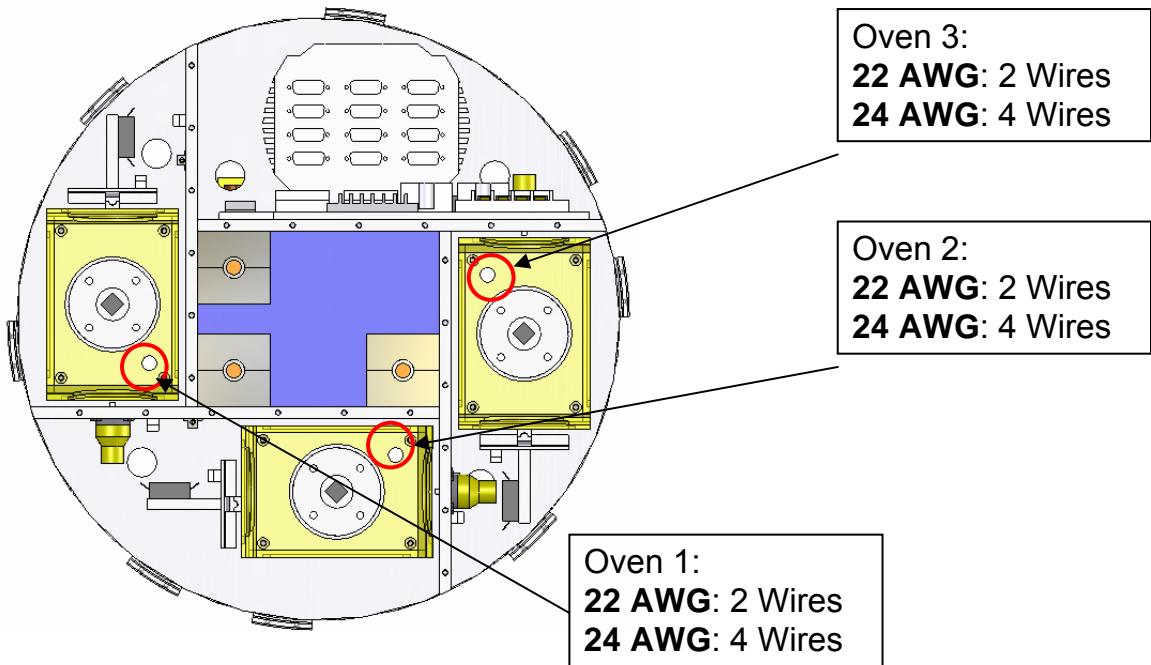 Oven 3:
22 AWG: 2 Wires
24 AWG: 4 Wires
Oven 2:
22 AWG: 2 Wires
24 AWG: 4 Wires
Oven 1:
22 AWG: 2 Wires
24 AWG: 4 Wires